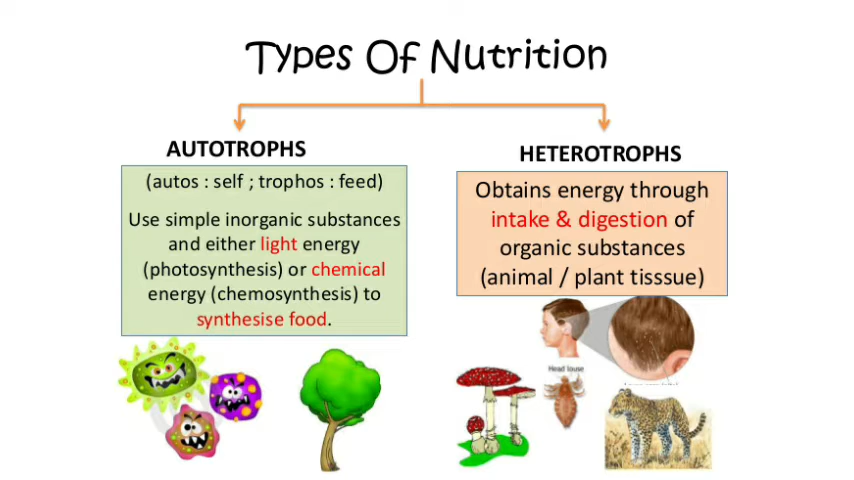 Types Of Nutrition
AUTOTROPHS
(autos : self ; trophos : feed)
Use simple inorganic substances
and either light energy
(photosynthesis) or chemical
energy (chemosynthesis) to
synthesise food.
HETEROTROPHS
Obtains energy through
intake & digestion of
organic substances
(animal / plant tisssue)
Head louse